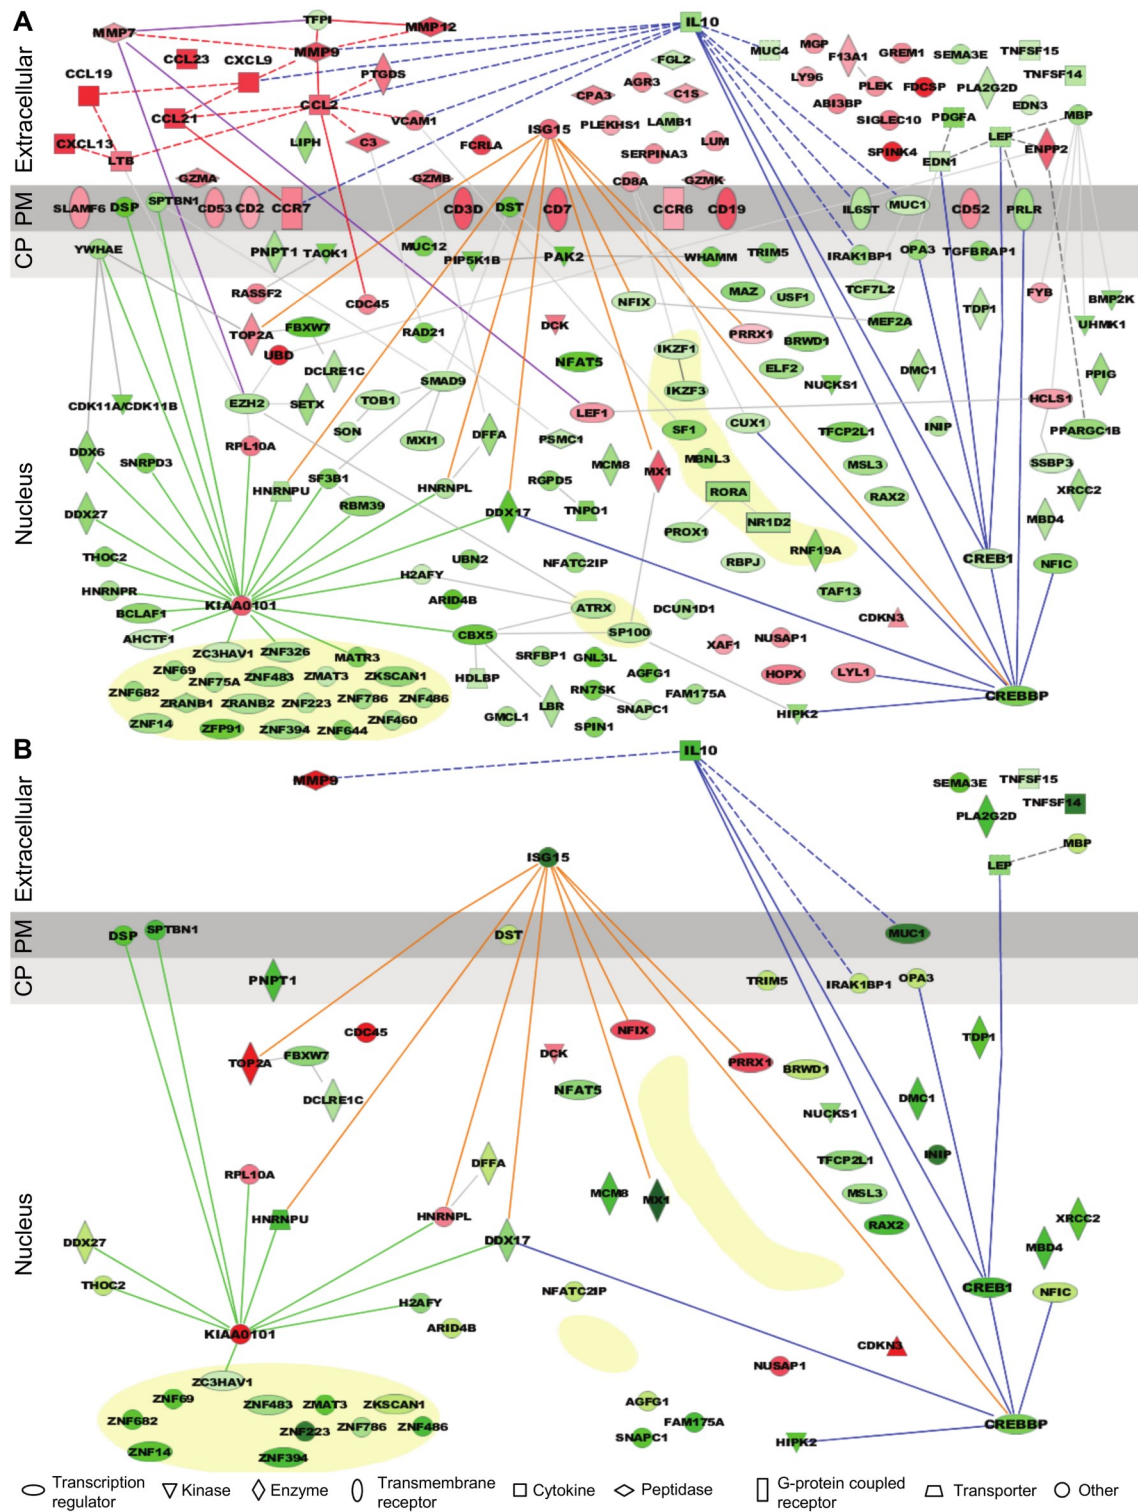 A
MMP7
TFPI
MMP12
IL10
MMP9
CCL23
CXCL9
CCL19
PTGDS
CCL2
CCL21
VCAM1
CXCL13
LTB
LIPH
C3
GZMA
GZMB
FCRLA
ISG15
FGL2
AGR3
CPA3
C1S
PLEKHS1
LAMB1
SERPINA3
LUM
CD8A
GZMK
MUC4
MGP
F13A1
GREM1
SEMA3E
TNFSF15
LY96
PLEK
FDCSP
PLA2G2D
TNFSF14
ABI3BP
SIGLEC10
EDN3
PDGFA
MBP
SPINK4
LEP
EDN1
ENPP2
Extracellular
PM
SLAMF6
DSP
SPTBN1
CD53
CD2
CCR7
CD3D
DST
CD7
CCR6
CD19
IL6ST
MUC1
CD52
PRLR
CP
YWHAE
PNPT1
TAOK1
MUC12
PIP5K1B
PAK2
WHAMM
TRIM5
IRAK1BP1
OPA3
TGFBRAP1
RASSF2
CDC45
TOP2A
FBXW7
UBD
RAD21
DCLRE1C
DCK
NFAT5
NFIX
MAZ
USF1
TCF7L2
MEF2A
TDP1
FYB
BMP2K
UHMK1
PRRX1
BRWD1
IKZF1
IKZF3
ELF2
NUCKS1
DMC1
PPIG
CDK11A/CDK11B
EZH2
SETX
TOB1
SMAD9
SON
MXI1
LEF1
HCLS1
SF1
CUX1
TFCP2L1
INIP
PPARGC1B
DDX6
SNRPD3
RPL10A
DFFA
PSMC1
MCM8
MX1
MBNL3
MSL3
SSBP3
HNRNPU
SF3B1
RBM39
HNRNPL
RGPD5
TNPO1
RORA
RAX2
XRCC2
DDX27
DDX17
PROX1
NR1D2
MBD4
Nucleus
THOC2
UBN2
NFATC2IP
RBPJ
RNF19A
CREB1
NFIC
HNRNPR
H2AFY
TAF13
BCLAF1
KIAA0101
ARID4B
ATRX
DCUN1D1
CDKN3
AHCTF1
CBX5
SP100
XAF1
NUSAP1
ZC3HAV1
ZNF326
MATR3
SRFBP1
GNL3L
HOPX
LYL1
ZNF69
ZNF75A
ZNF483
ZMAT3
ZKSCAN1
HDLBP
AGFG1
ZNF682
ZRANB1
ZRANB2
ZNF223
ZNF786
ZNF486
LBR
RN7SK
FAM175A
CREBBP
ZNF14
ZFP91
ZNF394
ZNF644
ZNF460
GMCL1
SNAPC1
SPIN1
HIPK2
B
MMP9
IL10
SEMA3E
TNFSF15
TNFSF14
PLA2G2D
MBP
ISG15
LEP
Extracellular
PM
DSP
SPTBN1
DST
MUC1
CP
PNPT1
TRIM5
IRAK1BP1
OPA3
CDC45
NFIX
TDP1
TOP2A
FBXW7
DCK
PRRX1
BRWD1
DCLRE1C
NFAT5
NUCKS1
DMC1
RPL10A
DFFA
TFCP2L1
INIP
MCM8
MX1
MSL3
HNRNPU
HNRNPL
RAX2
XRCC2
Nucleus
DDX27
DDX17
MBD4
THOC2
NFATC2IP
CREB1
NFIC
H2AFY
KIAA0101
ARID4B
CDKN3
NUSAP1
ZC3HAV1
ZNF69
ZNF483
ZMAT3
ZKSCAN1
AGFG1
ZNF682
ZNF223
ZNF786
ZNF486
FAM175A
CREBBP
ZNF14
ZNF394
SNAPC1
HIPK2
Transcription regulator
Kinase
Enzyme
Transmembrane receptor
Cytokine
Peptidase
G-protein coupled receptor
Transporter
Other